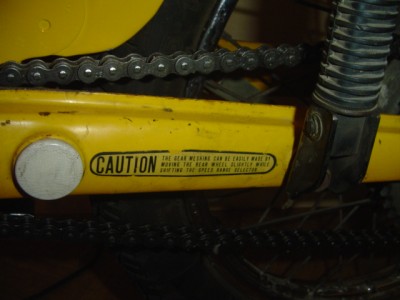 CAUTION
THE GEAR MESHING CAN BE EASILY MADE BY
MOVING THE REAR WHEEL SLIGHTLY WHILE
SHIFTING THE SPEED RANGE SELECTOR